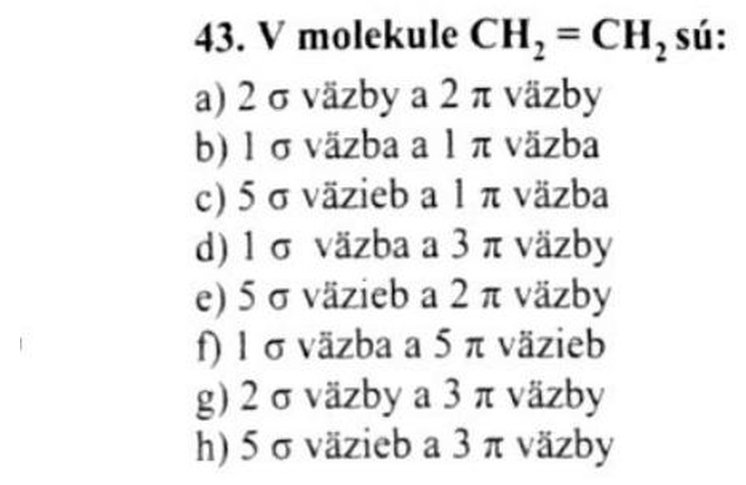 43. V molekule CH₂ = CH₂ sú:
a) 2 σ väzby a 2 π väzby
b) 1 σ väzba a 1 π väzba
c) 5 σ väzieb a 1 π väzba
d) 1 σ väzba a 3 π väzby
e) 5 σ väzieb a 2 π väzby
f) 1 σ väzba a 5 π väzieb
g) 2 σ väzby a 3 π väzby
h) 5 σ väzieb a 3 π väzby